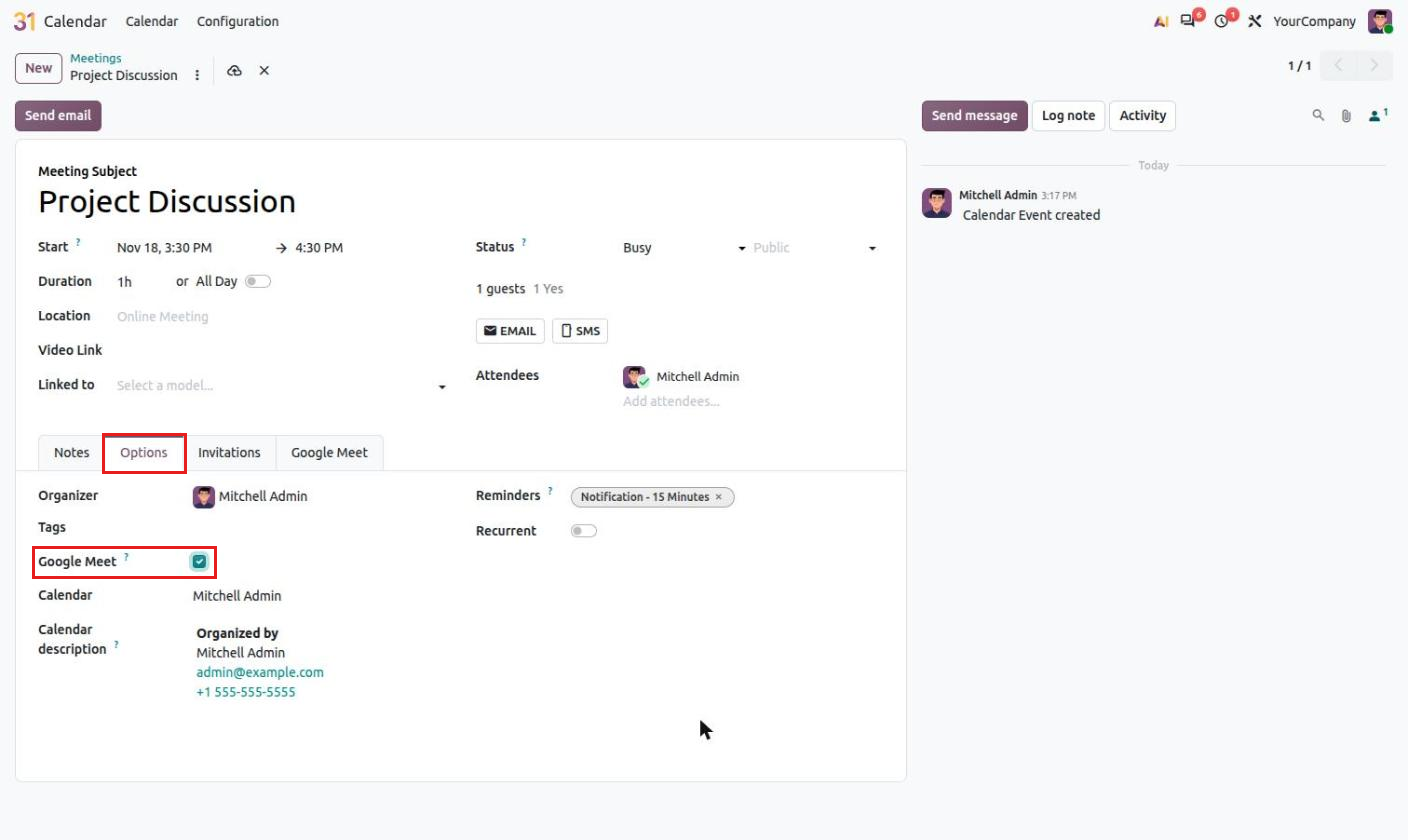 31 Calendar Calendar Configuration AI 6 1 YourCompany
New Meetings
Project Discussion
1 / 1
Send email
Send message Log note Activity 1
Meeting Subject
Project Discussion
Today
Mitchell Admin 3:17 PM
Calendar Event created
Start ? Nov 18, 3:30 PM → 4:30 PM
Duration 1h or All Day
Location Online Meeting
Video Link
Linked to Select a model...
Status ? Busy Public
1 guests 1 Yes
EMAIL SMS
Attendees Mitchell Admin
Add attendees...
Notes Options Invitations Google Meet
Organizer Mitchell Admin
Tags
Google Meet ?
Calendar Mitchell Admin
Calendar
description ?
Organized by
Mitchell Admin
admin@example.com
+1 555-555-5555
Reminders ? Notification - 15 Minutes ×
Recurrent